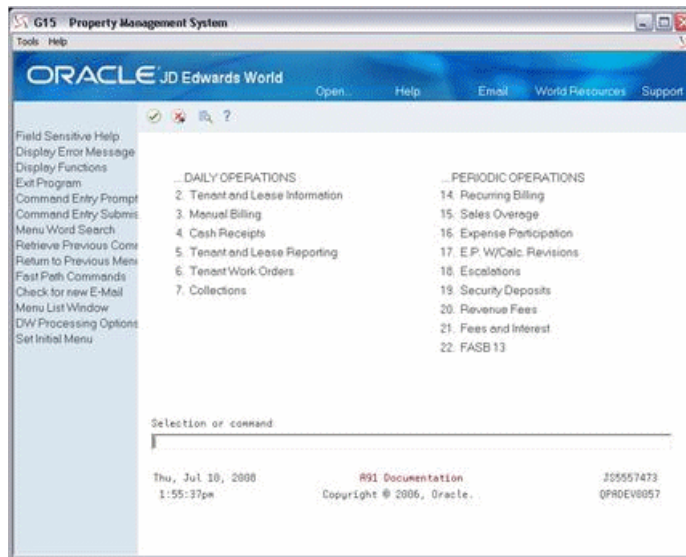 G15 Property Management System
Tools Help
ORACLE JD Edwards World
Open... Help Email World Resources Support
Field Sensitive Help
Display Error Message
Display Functions
Exit Program
Command Entry Prompt
Command Entry Submis
Menu Word Search
Retrieve Previous Com
Return to Previous Men
Fast Path Commands
Check for new E-Mail
Menu List Window
DW Processing Options
Set Initial Menu
... DAILY OPERATIONS
2. Tenant and Lease Information
3. Manual Billing
4. Cash Receipts
5. Tenant and Lease Reporting
6. Tenant Work Orders
7. Collections
... PERIODIC OPERATIONS
14. Recurring Billing
15. Sales Overage
16. Expense Participation
17. E.P. W/Calc. Revisions
18. Escalations
19. Security Deposits
20. Revenue Fees
21. Fees and Interest
22. FASB 13
Selection or command
Thu, Jul 10, 2008 A91 Documentation JS5557473
1:55:37pm Copyright © 2006, Oracle. QPADEV0057